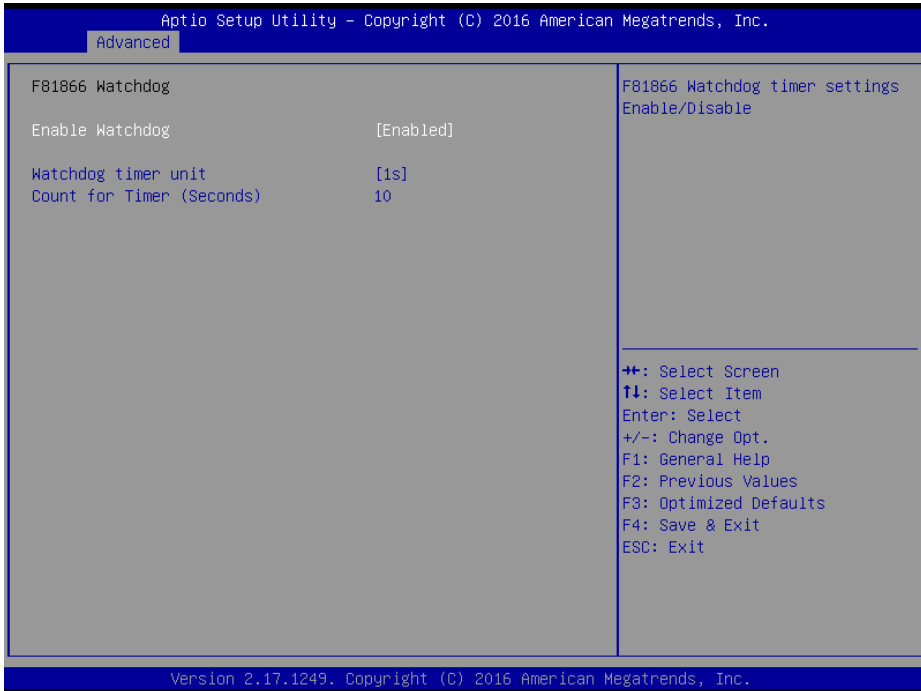 Aptio Setup Utility – Copyright (C) 2016 American Megatrends, Inc.
Advanced
F81866 Watchdog
Enable Watchdog [Enabled]
Watchdog timer unit [1s]
Count for Timer (Seconds) 10
F81866 Watchdog timer settings
Enable/Disable
→←: Select Screen
↑↓: Select Item
Enter: Select
+/-: Change Opt.
F1: General Help
F2: Previous Values
F3: Optimized Defaults
F4: Save & Exit
ESC: Exit
Version 2.17.1249. Copyright (C) 2016 American Megatrends, Inc.